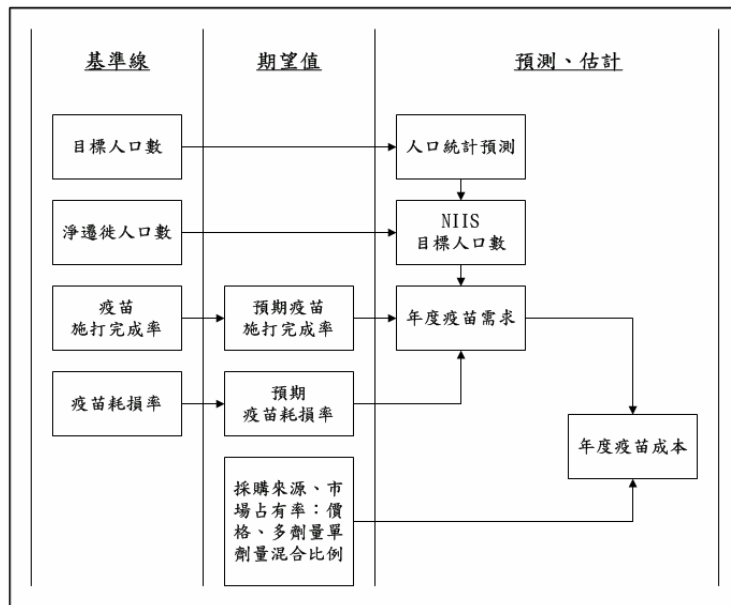 基準線
期望值
預測、估計
目標人口數
人口統計預測
淨遷徙人口數
NIIS
目標人口數
疫苗
施打完成率
預期疫苗
施打完成率
年度疫苗需求
疫苗耗損率
預期
疫苗耗損率
年度疫苗成本
採購來源、市
場占有率：價
格、多劑量單
劑量混合比例